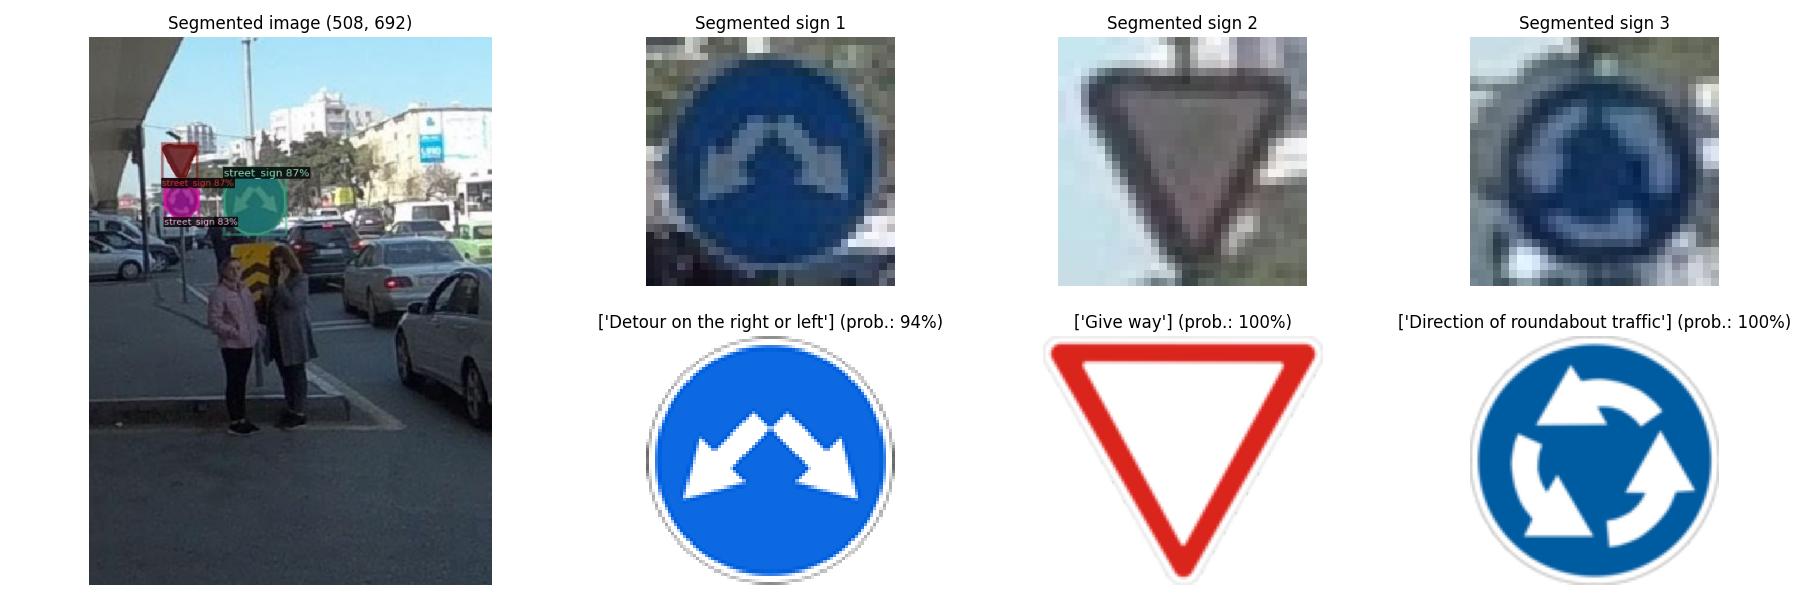 Segmented image (508, 692)
street_sign 87%
street_sign 87%
street_sign 83%
Segmented sign 1
Segmented sign 2
Segmented sign 3
['Detour on the right or left'] (prob.: 94%)
['Give way'] (prob.: 100%)
['Direction of roundabout traffic'] (prob.: 100%)